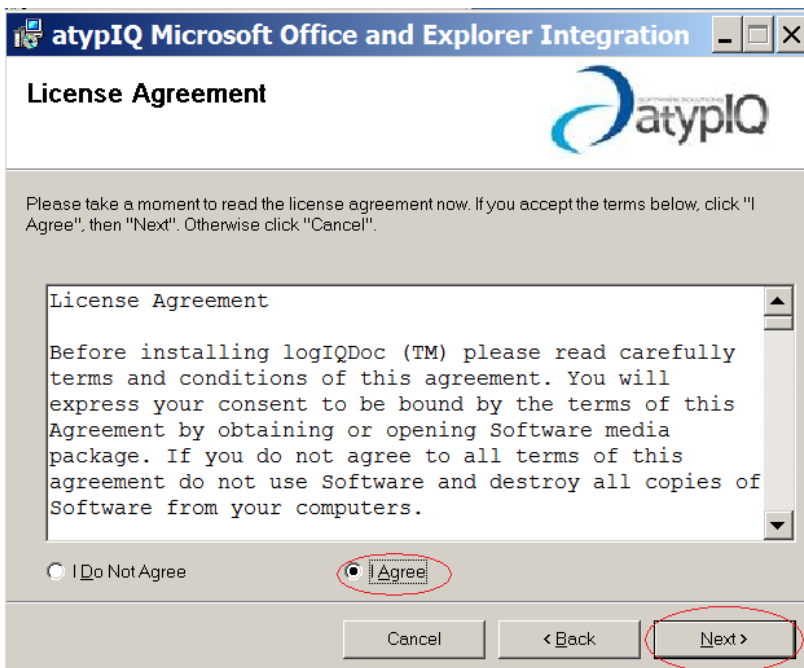 atypIQ Microsoft Office and Explorer Integration
License Agreement
atypIQ
Please take a moment to read the license agreement now. If you accept the terms below, click "I
Agree", then "Next". Otherwise click "Cancel".
License Agreement
Before installing logIQDoc (TM) please read carefully
terms and conditions of this agreement. You will
express your consent to be bound by the terms of this
Agreement by obtaining or opening Software media
package. If you do not agree to all terms of this
agreement do not use Software and destroy all copies of
Software from your computers.
I Do Not Agree
I Agree
Cancel
< Back
Next >